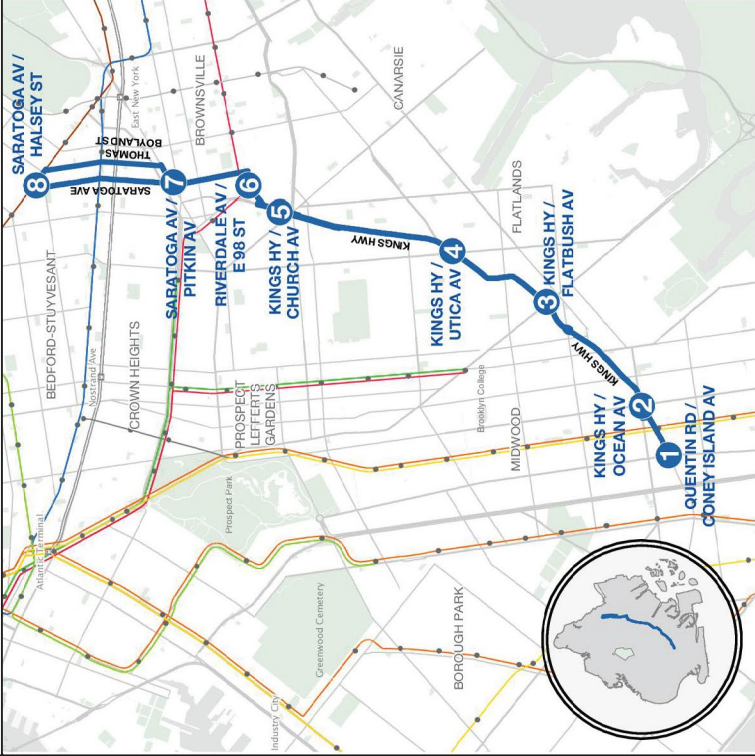 SARATOGA AV /
HALSEY ST
8
THOMAS
BOYLAND ST
SARATOGA AVE
7
SARATOGA AV /
PITKIN AV
6
RIVERDALE AV /
E 98 ST
5
KINGS HY /
CHURCH AV
KINGS HWY
4
KINGS HY /
UTICA AV
3
KINGS HY /
FLATBUSH AV
KINGS HWY
2
KINGS HY /
OCEAN AV
1
QUENTIN RD /
CONEY ISLAND AV
East New York
BROWNSVILLE
CANARSIE
FLATLANDS
BEDFORD-STUYVESANT
Nostrand Ave
CROWN HEIGHTS
PROSPECT
LEFFERTS
GARDENS
Brooklyn College
MIDWOOD
Prospect Park
Atlantic Terminal
Greenwood Cemetery
BOROUGH PARK
Industry City